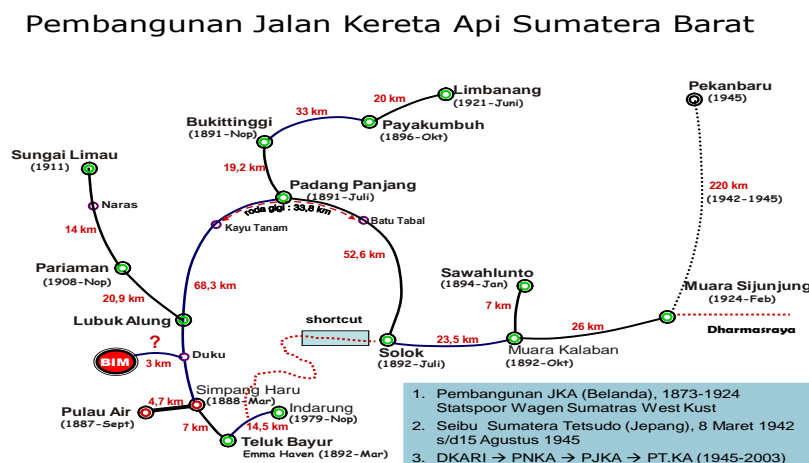 Pembangunan Jalan Kereta Api Sumatera Barat
Limbanang
(1921-Juni)
20 km
33 km
Payakumbuh
(1896-Okt)
Bukittinggi
(1891-Nop)
19,2 km
Pekanbaru
(1945)
Sungai Limau
(1911)
Naras
14 km
Padang Panjang
(1891-Juli)
roda gigi : 33,8 km
Kayu Tanam
Batu Tabal
220 km
(1942-1945)
52,6 km
Pariaman
(1908-Nop)
20,9 km
68,3 km
Sawahlunto
(1894-Jan)
7 km
Muara Sijunjung
(1924-Feb)
Lubuk Alung
shortcut
26 km
Dharmasraya
?
BIM
3 km
Duku
Solok
(1892-Juli)
23,5 km
Muara Kalaban
(1892-Okt)
Simpang Haru
(1888-Mar)
4,7 km
Pulau Air
(1887-Sept)
7 km
Indarung
(1979-Nop)
14,5 km
Teluk Bayur
Emma Haven (1892-Mar)
1. Pembangunan JKA (Belanda), 1873-1924
Statspoor Wagen Sumatras West Kust
2. Seibu Sumatera Tetsudo (Jepang), 8 Maret 1942
s/d15 Agustus 1945
3. DKARI → PNKA → PJKA → PT.KA (1945-2003)